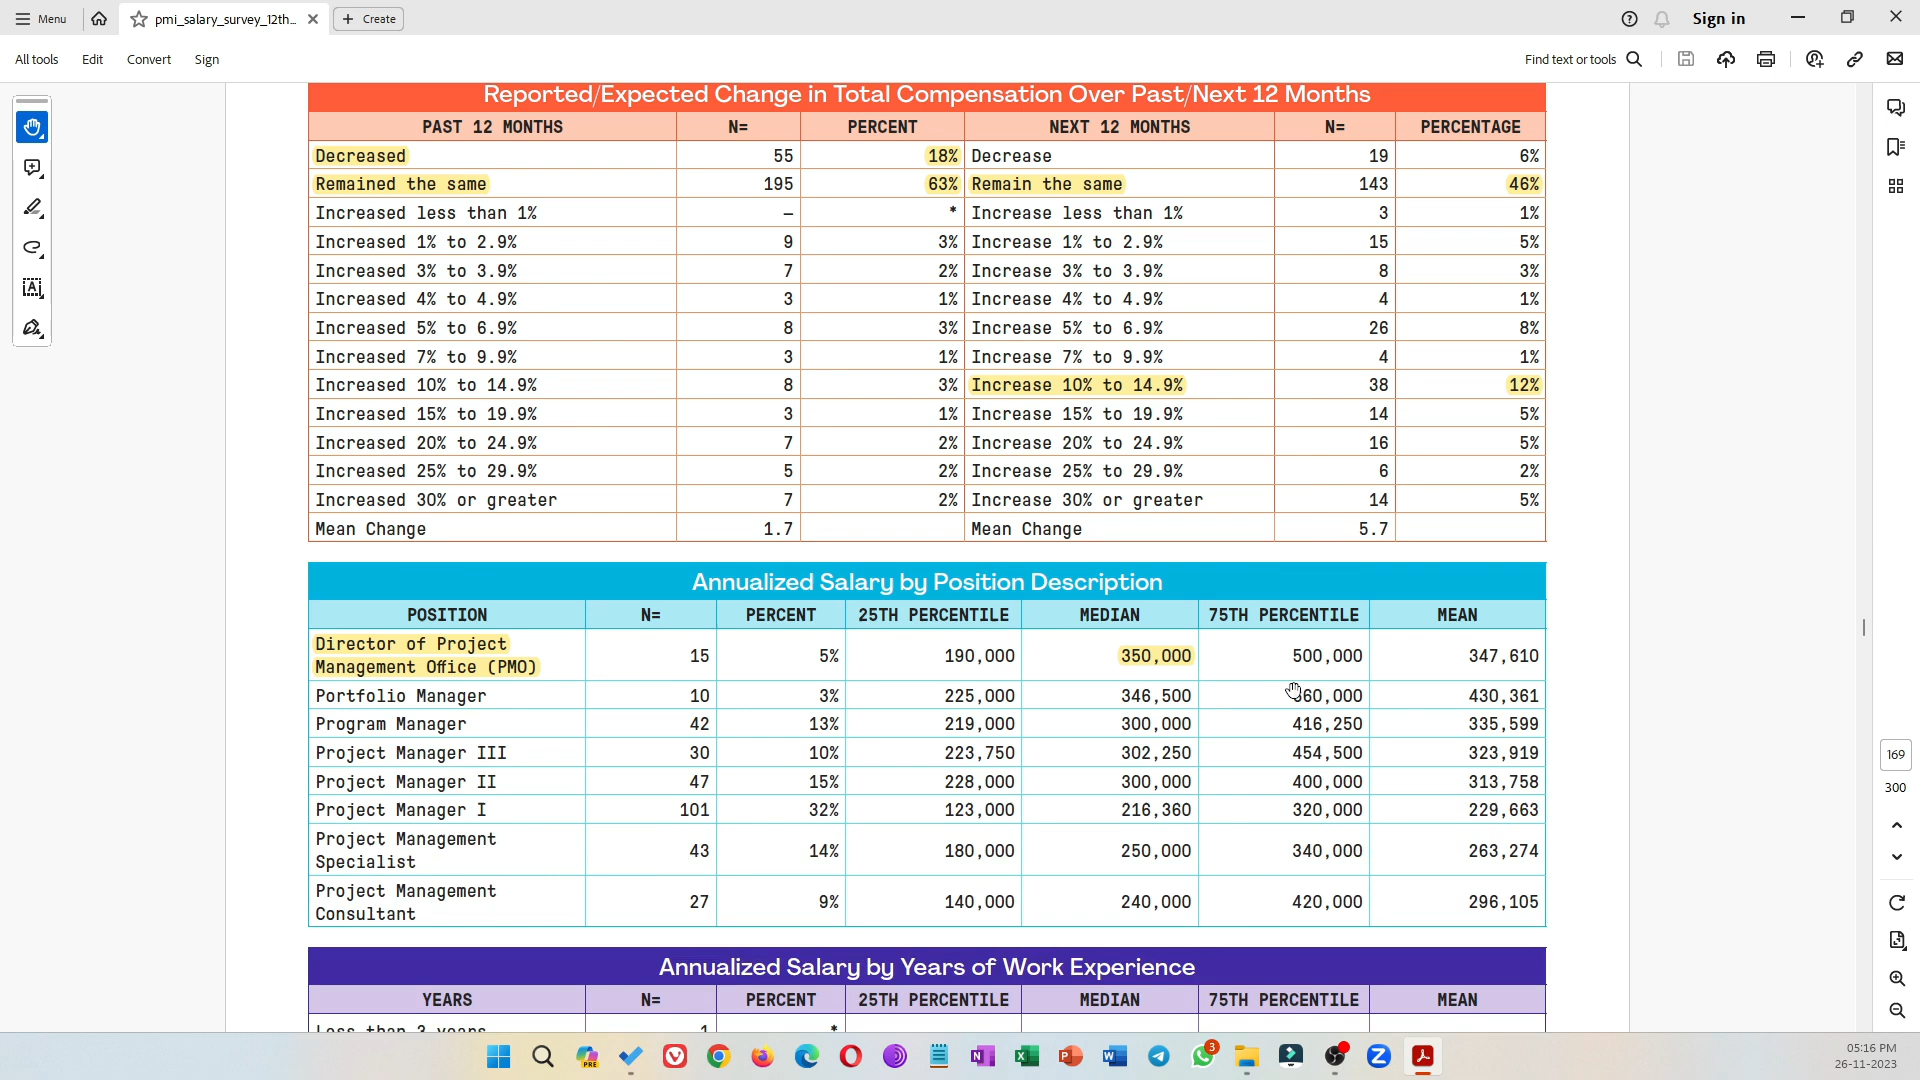 Menu
pmi_salary_survey_12th...
Create
Sign in
All tools
Edit
Convert
Sign
Find text or tools
Reported/Expected Change in Total Compensation Over Past/Next 12 Months
PAST 12 MONTHS N= PERCENT NEXT 12 MONTHS N= PERCENTAGE
Decreased 55 18% Decrease 19 6%
Remained the same 195 63% Remain the same 143 46%
Increased less than 1% – * Increase less than 1% 3 1%
Increased 1% to 2.9% 9 3% Increase 1% to 2.9% 15 5%
Increased 3% to 3.9% 7 2% Increase 3% to 3.9% 8 3%
Increased 4% to 4.9% 3 1% Increase 4% to 4.9% 4 1%
Increased 5% to 6.9% 8 3% Increase 5% to 6.9% 26 8%
Increased 7% to 9.9% 3 1% Increase 7% to 9.9% 4 1%
Increased 10% to 14.9% 8 3% Increase 10% to 14.9% 38 12%
Increased 15% to 19.9% 3 1% Increase 15% to 19.9% 14 5%
Increased 20% to 24.9% 7 2% Increase 20% to 24.9% 16 5%
Increased 25% to 29.9% 5 2% Increase 25% to 29.9% 6 2%
Increased 30% or greater 7 2% Increase 30% or greater 14 5%
Mean Change 1.7 Mean Change 5.7
Annualized Salary by Position Description
POSITION N= PERCENT 25TH PERCENTILE MEDIAN 75TH PERCENTILE MEAN
Director of Project
Management Office (PMO) 15 5% 190,000 350,000 500,000 347,610
Portfolio Manager 10 3% 225,000 346,500 430,361
Program Manager 42 13% 219,000 300,000 416,250 335,599
Project Manager III 30 10% 223,750 302,250 454,500 323,919
Project Manager II 47 15% 228,000 300,000 400,000 313,758
Project Manager I 101 32% 123,000 216,360 320,000 229,663
Project Management
Specialist 43 14% 180,000 250,000 340,000 263,274
Project Management
Consultant 27 9% 140,000 240,000 420,000 296,105
Annualized Salary by Years of Work Experience
YEARS N= PERCENT 25TH PERCENTILE MEDIAN 75TH PERCENTILE MEAN
Less than 3 years 1 *
169
300
PRE
3
05:16 PM
26-11-2023